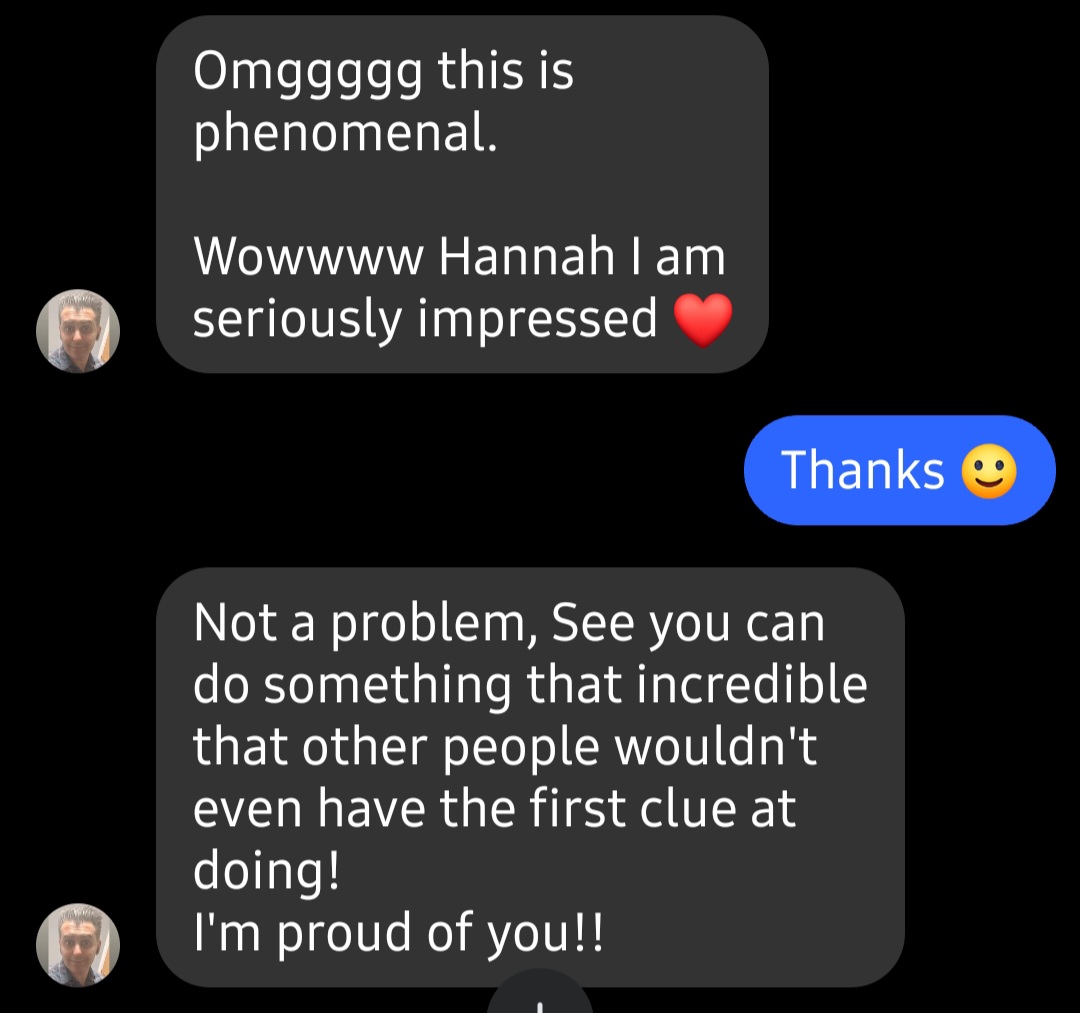 Omggggg this is
phenomenal.
Wowwww Hannah I am
seriously impressed ❤️
Thanks 🙂
Not a problem, See you can
do something that incredible
that other people wouldn't
even have the first clue at
doing!
I'm proud of you!!